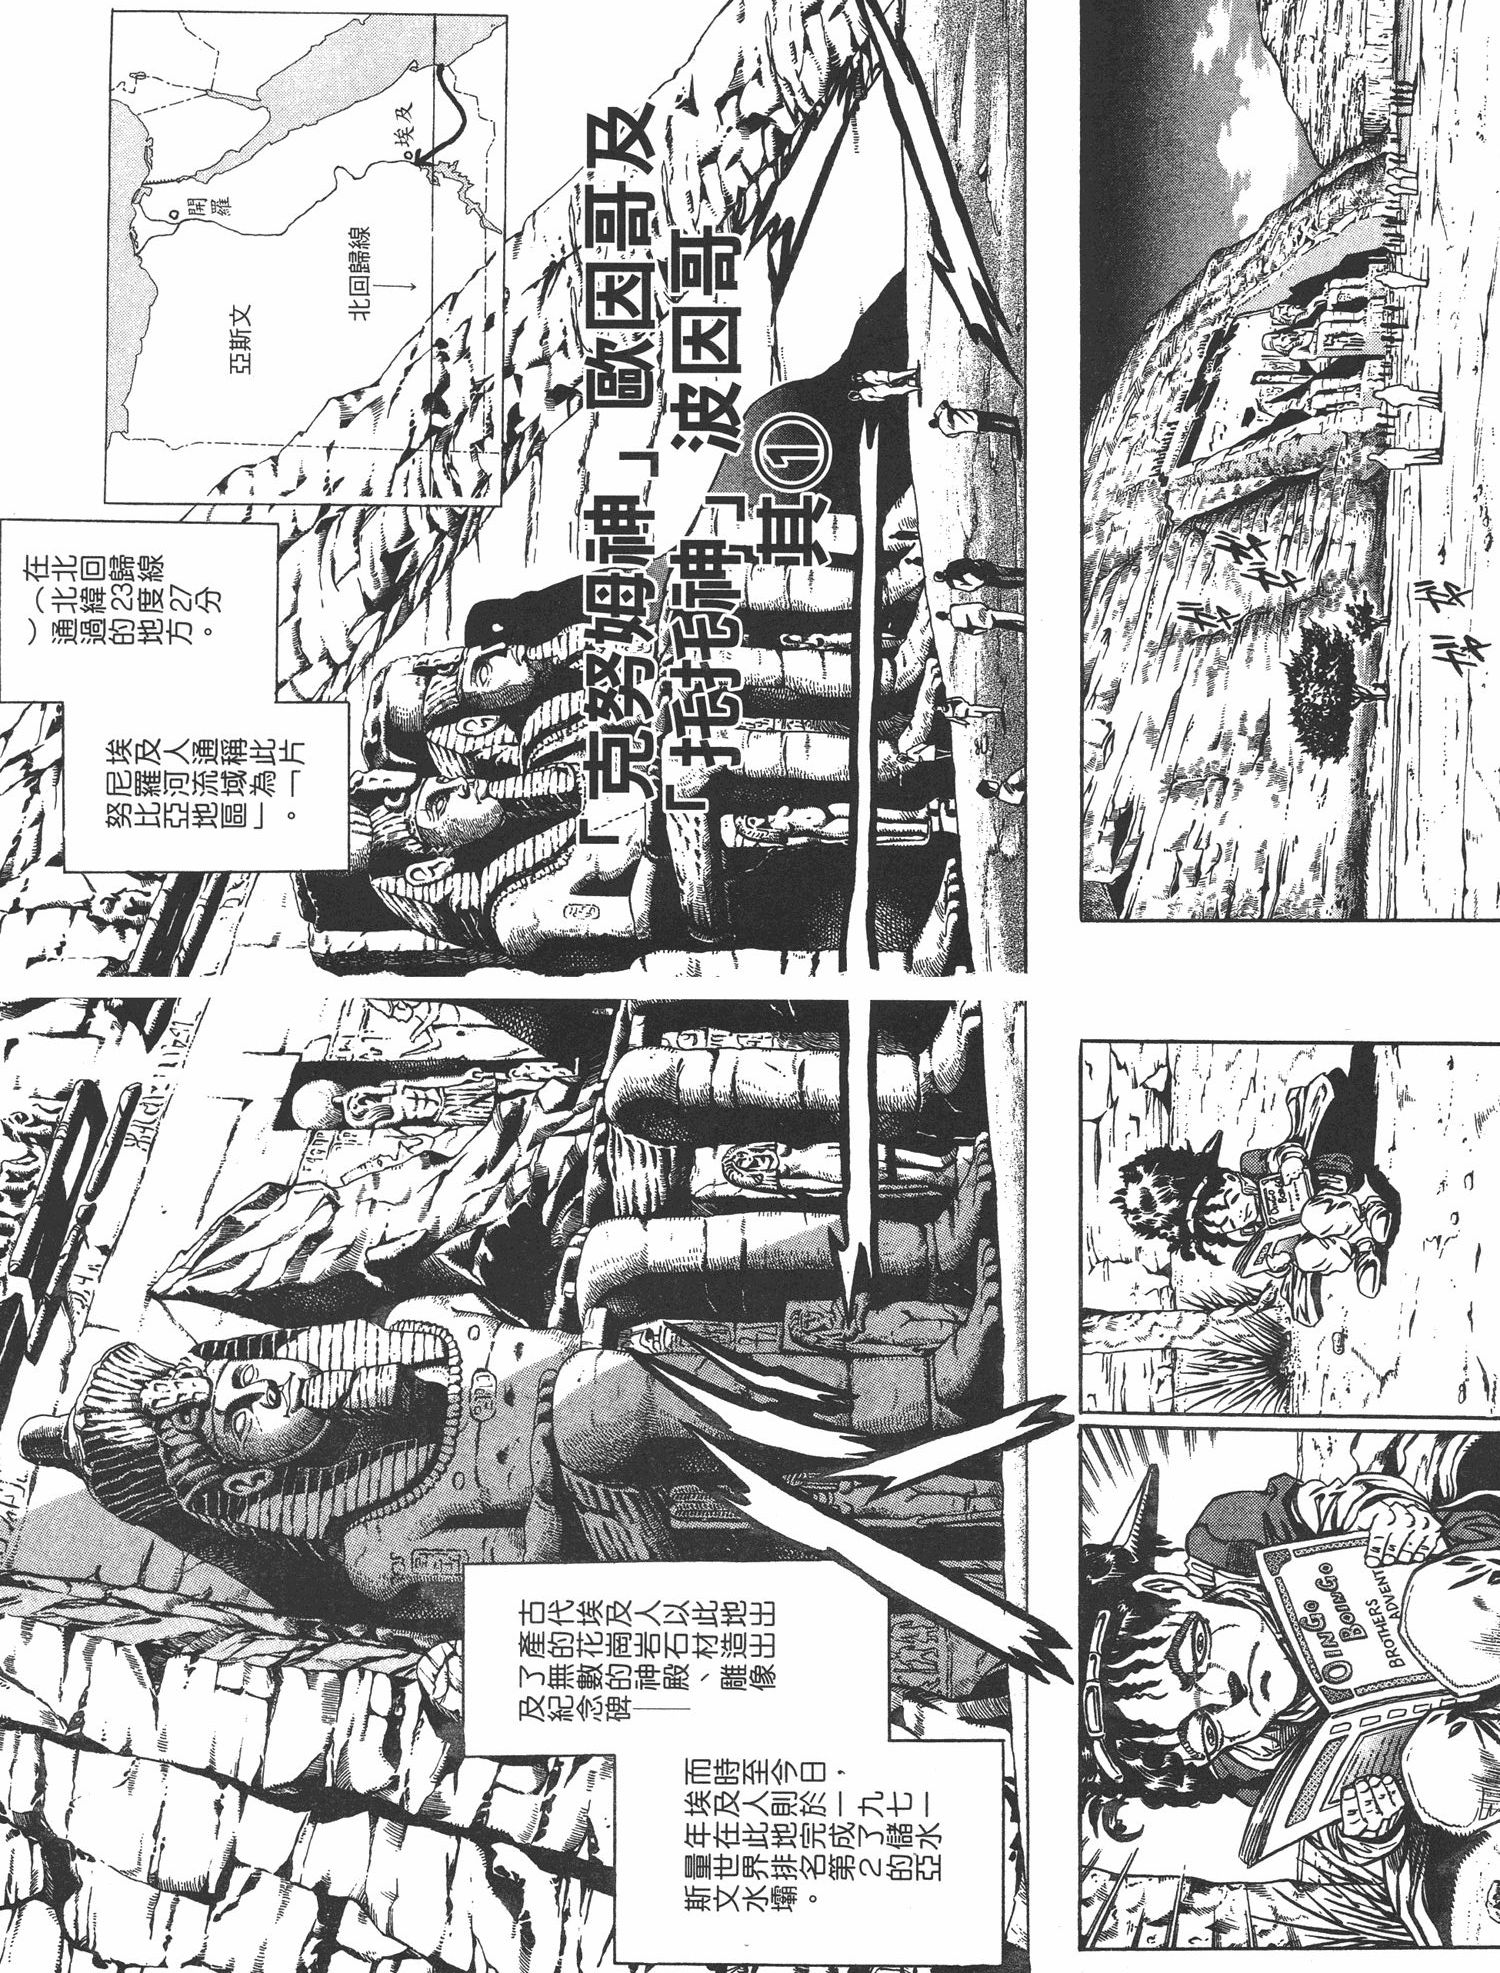 「克努姆神」歐因哥及
「托托神」波因哥
其①
埃及
開羅
北回歸線
亞斯文
在北回歸線
（北緯23度27分
）通過的地方。
埃及人通稱此片
尼羅河流域為「
努比亞地區」。
古代埃及人以此地出
產的花崗岩石材造出
了無數的神殿、雕像
及紀念碑——
而時至今日，
埃及人則於一九七一
年在此地完成了儲水
量世界排名第2的亞
斯文水壩。
OINGO
BOINGO
OINGO
BOINGO
BROTHERS
ADVENT